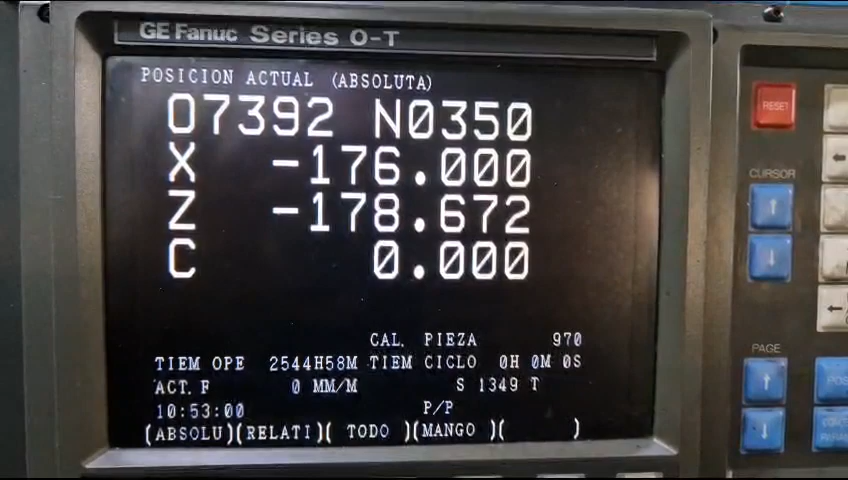 GE Fanuc Series O-T
POSICION ACTUAL (ABSOLUTA)
O7392 N0350
X -176.000
Z -178.672
C 0.000
CAL. PIEZA 970
TIEM OPE 2544H58M TIEM CICLO 0H 0M 0S
ACT. F 0 MM/M S 1349 T
10:53:00 P/P
(ABSOLU)(RELATI)( TODO )(MANGO )( )
RESET
CURSOR
PAGE